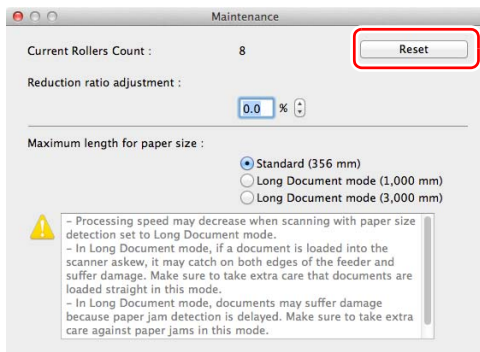 Maintenance
Current Rollers Count : 8 Reset
Reduction ratio adjustment :
0.0 %
Maximum length for paper size :
Standard (356 mm)
Long Document mode (1,000 mm)
Long Document mode (3,000 mm)
- Processing speed may decrease when scanning with paper size
detection set to Long Document mode.
- In Long Document mode, if a document is loaded into the
scanner askew, it may catch on both edges of the feeder and
suffer damage. Make sure to take extra care that documents are
loaded straight in this mode.
- In Long Document mode, documents may suffer damage
because paper jam detection is delayed. Make sure to take extra
care against paper jams in this mode.